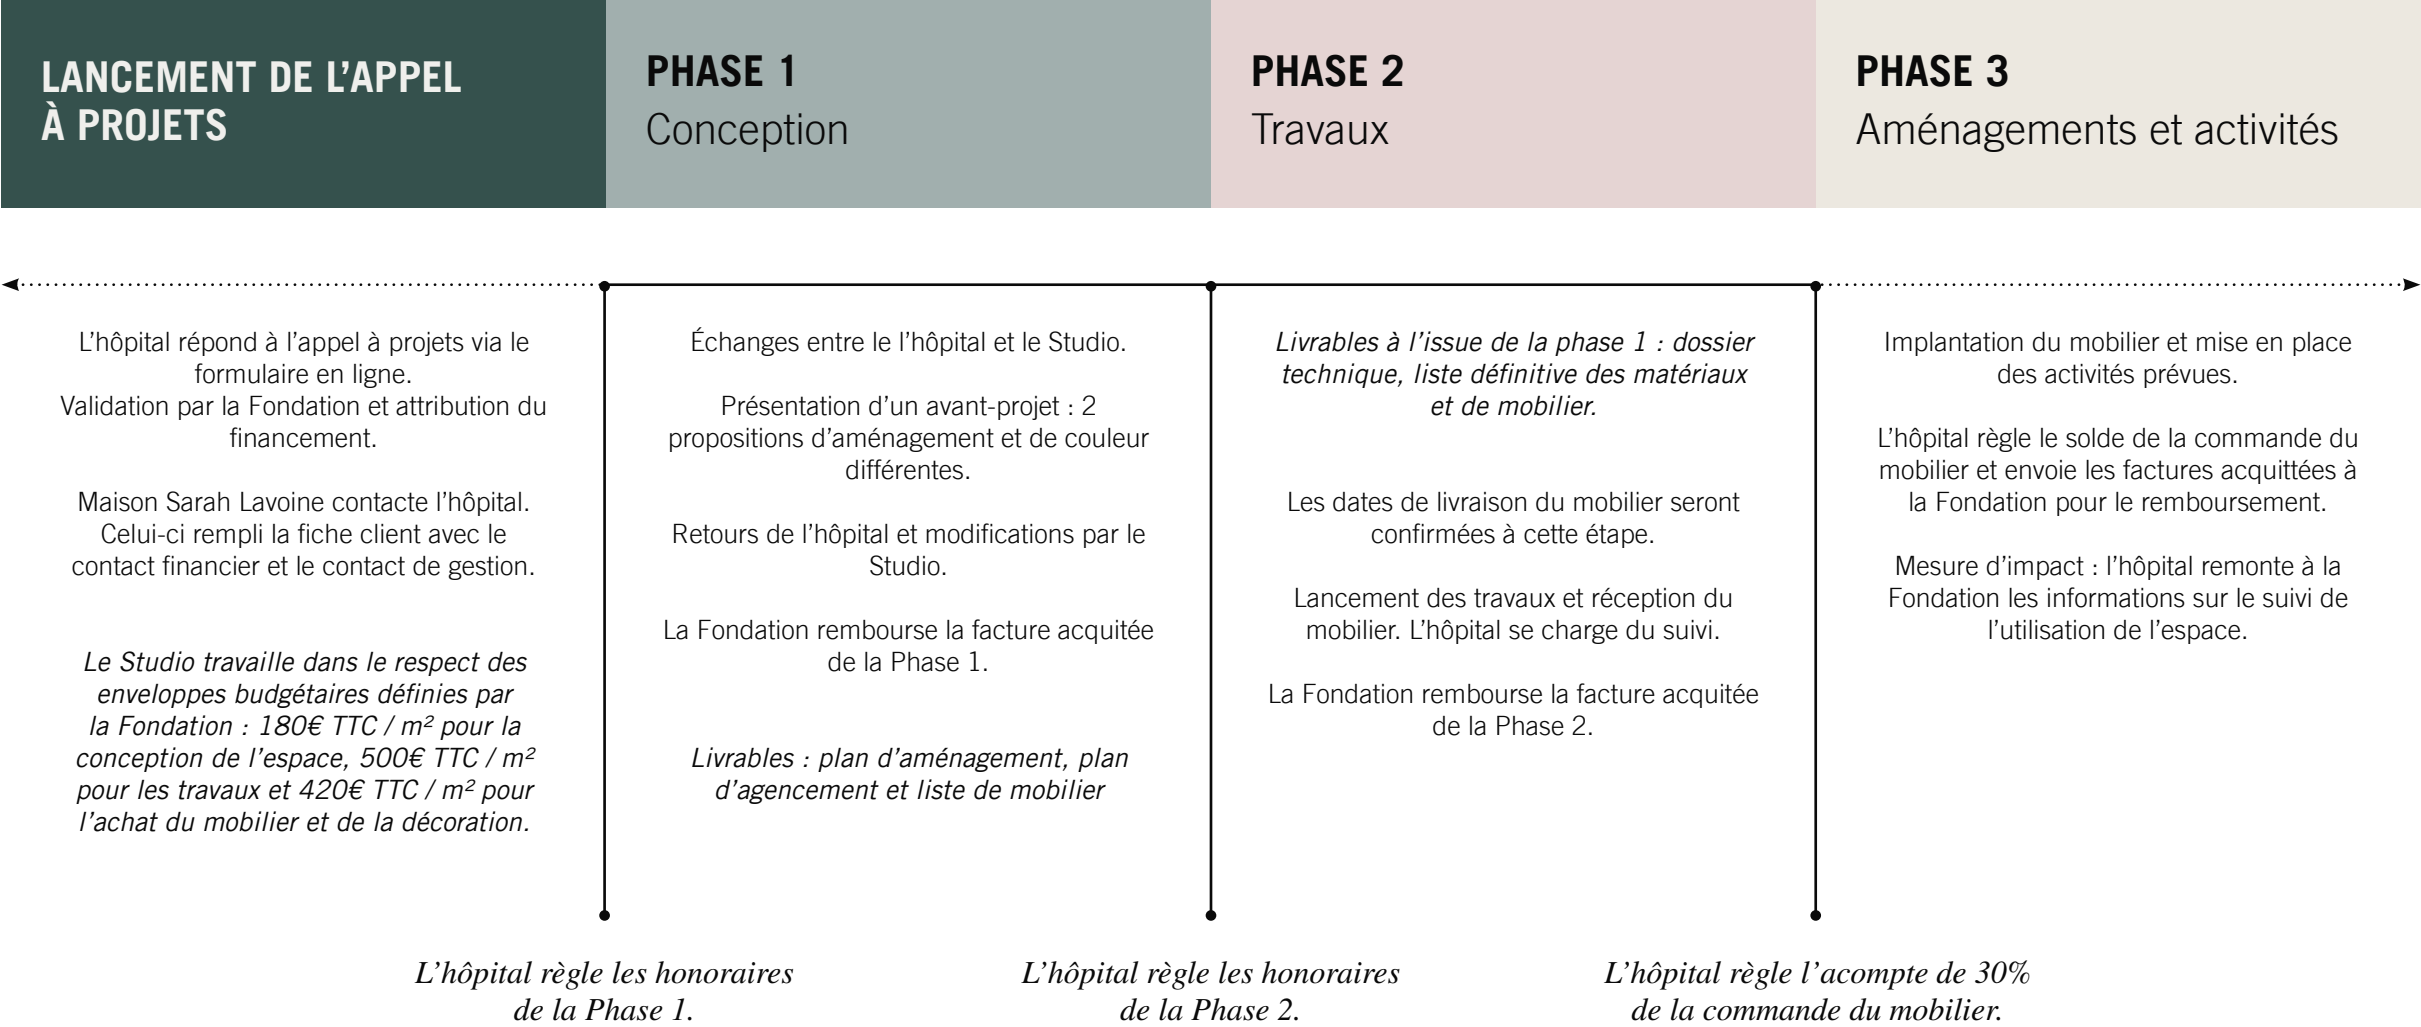 LANCEMENT DE L'APPEL
À PROJETS
PHASE 1
Conception
PHASE 2
Travaux
PHASE 3
Aménagements et activités
L'hôpital répond à l'appel à projets via le
formulaire en ligne.
Validation par la Fondation et attribution du
financement.
Maison Sarah Lavoine contacte l'hôpital.
Celui-ci rempli la fiche client avec le
contact financier et le contact de gestion.
Le Studio travaille dans le respect des
enveloppes budgétaires définies par
la Fondation : 180€ TTC / m² pour la
conception de l'espace, 500€ TTC / m²
pour les travaux et 420€ TTC / m² pour
l'achat du mobilier et de la décoration.
Échanges entre le l'hôpital et le Studio.
Présentation d'un avant-projet : 2
propositions d'aménagement et de couleur
différentes.
Retours de l'hôpital et modifications par le
Studio.
La Fondation rembourse la facture acquitée
de la Phase 1.
Livrables : plan d'aménagement, plan
d'agencement et liste de mobilier
Livrables à l'issue de la phase 1 : dossier
technique, liste définitive des matériaux
et de mobilier.
Les dates de livraison du mobilier seront
confirmées à cette étape.
Lancement des travaux et réception du
mobilier. L'hôpital se charge du suivi.
La Fondation rembourse la facture acquitée
de la Phase 2.
Implantation du mobilier et mise en place
des activités prévues.
L'hôpital règle le solde de la commande du
mobilier et envoie les factures acquittées à
la Fondation pour le remboursement.
Mesure d'impact : l'hôpital remonte à la
Fondation les informations sur le suivi de
l'utilisation de l'espace.
L'hôpital règle les honoraires
de la Phase 1.
L'hôpital règle les honoraires
de la Phase 2.
L'hôpital règle l'acompte de 30%
de la commande du mobilier.